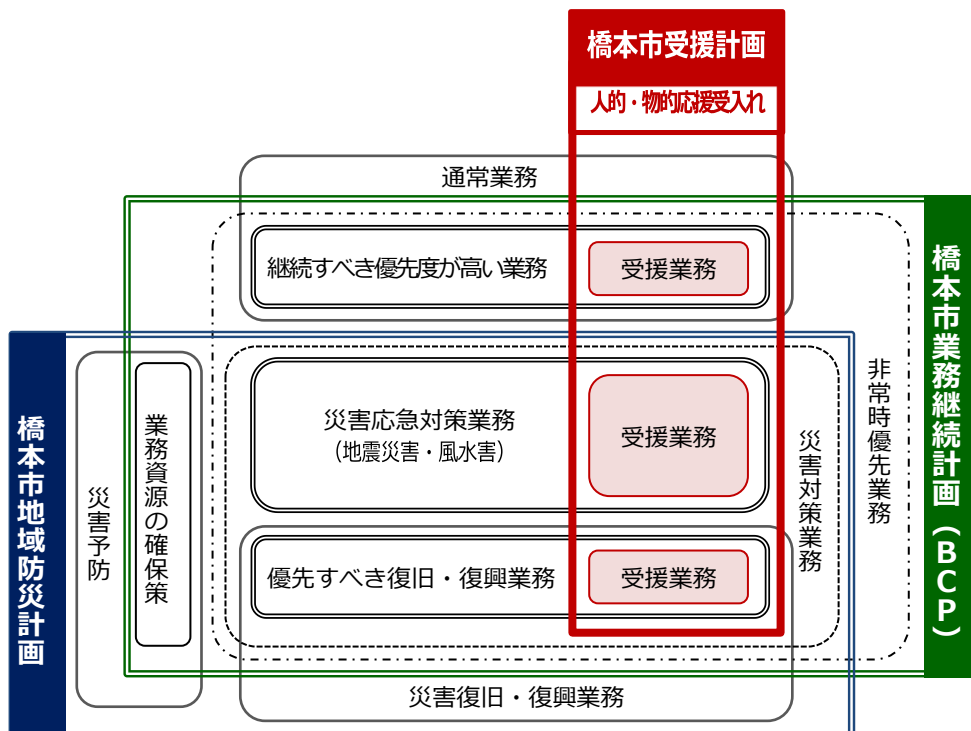 橋本市受援計画
人的・物的応援受入れ
通常業務
継続すべき優先度が高い業務
受援業務
橋本市業務継続計画（BCP）
非常時優先業務
災害応急対策業務
（地震災害・風水害）
受援業務
災害対策業務
橋本市地域防災計画
災害予防
業務資源の確保策
優先すべき復旧・復興業務
受援業務
災害復旧・復興業務